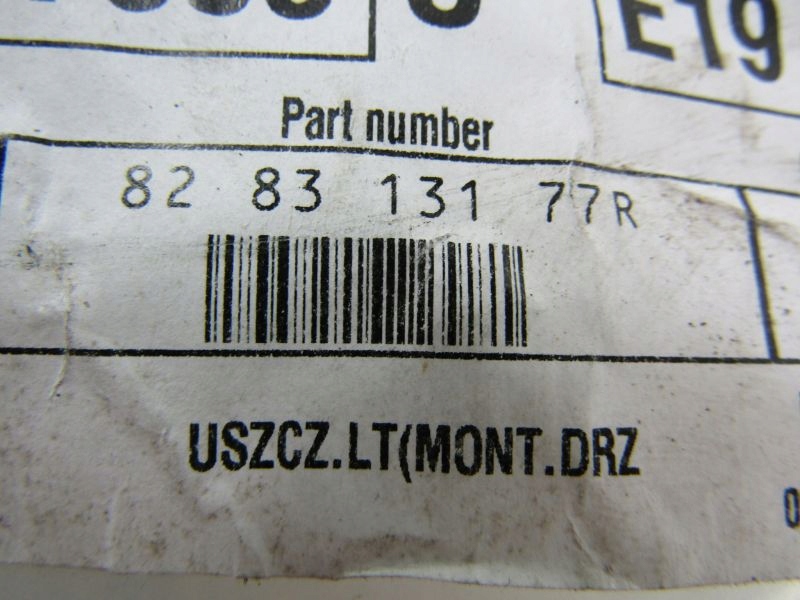 E19
Part number
82 83 131 77R
USZCZ.LT(MONT.DRZ